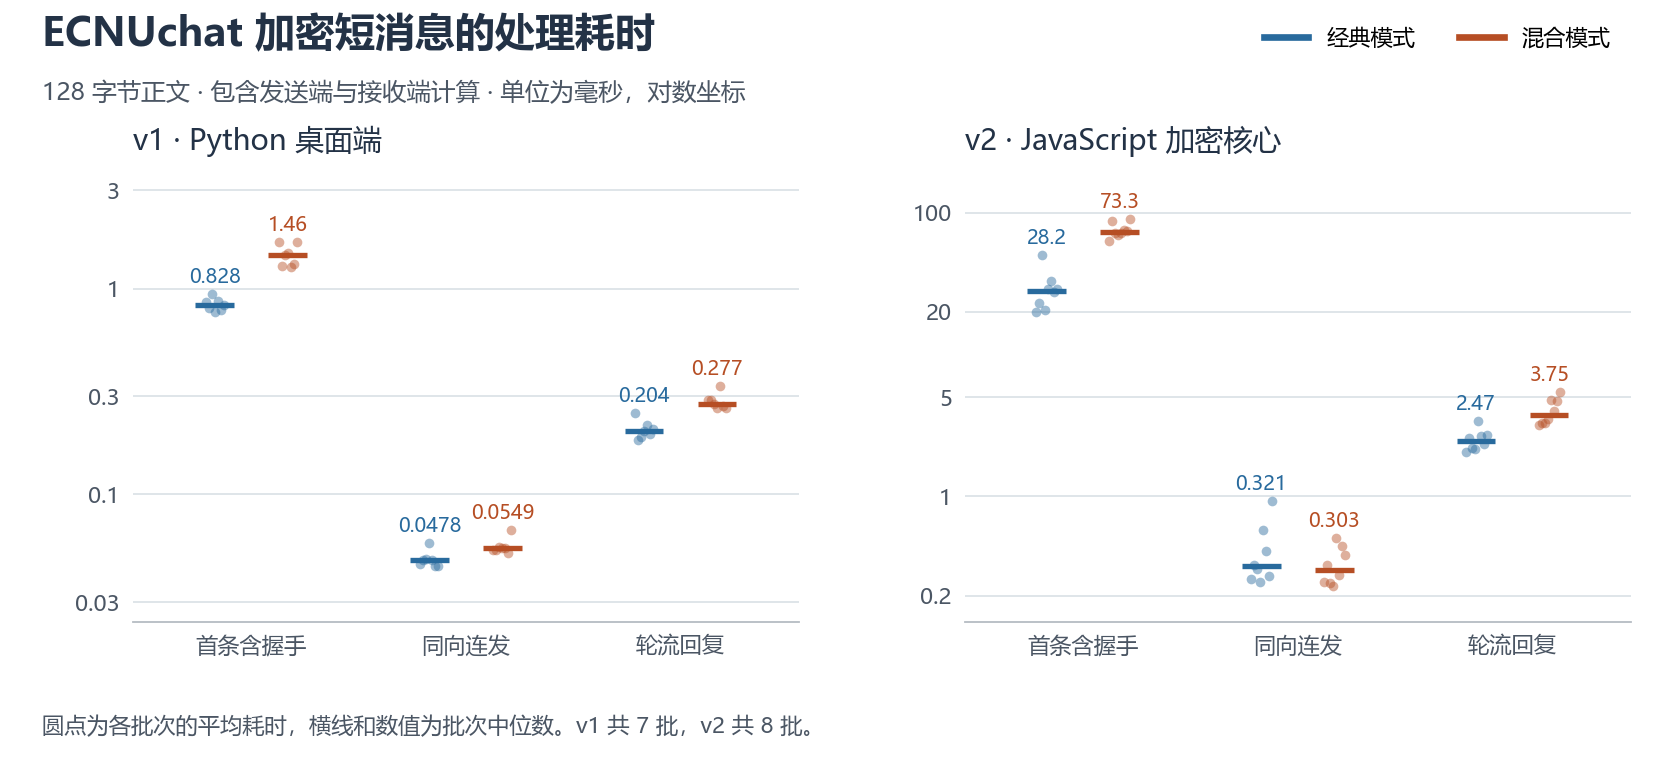 ECNUchat 加密短消息的处理耗时
经典模式
混合模式
128 字节正文 · 包含发送端与接收端计算 · 单位为毫秒，对数坐标
v1 · Python 桌面端
3
1
0.3
0.1
0.03
0.828
1.46
0.0478
0.0549
0.204
0.277
首条含握手
同向连发
轮流回复
v2 · JavaScript 加密核心
100
20
5
1
0.2
28.2
73.3
0.321
0.303
2.47
3.75
首条含握手
同向连发
轮流回复
圆点为各批次的平均耗时，横线和数值为批次中位数。v1 共 7 批，v2 共 8 批。